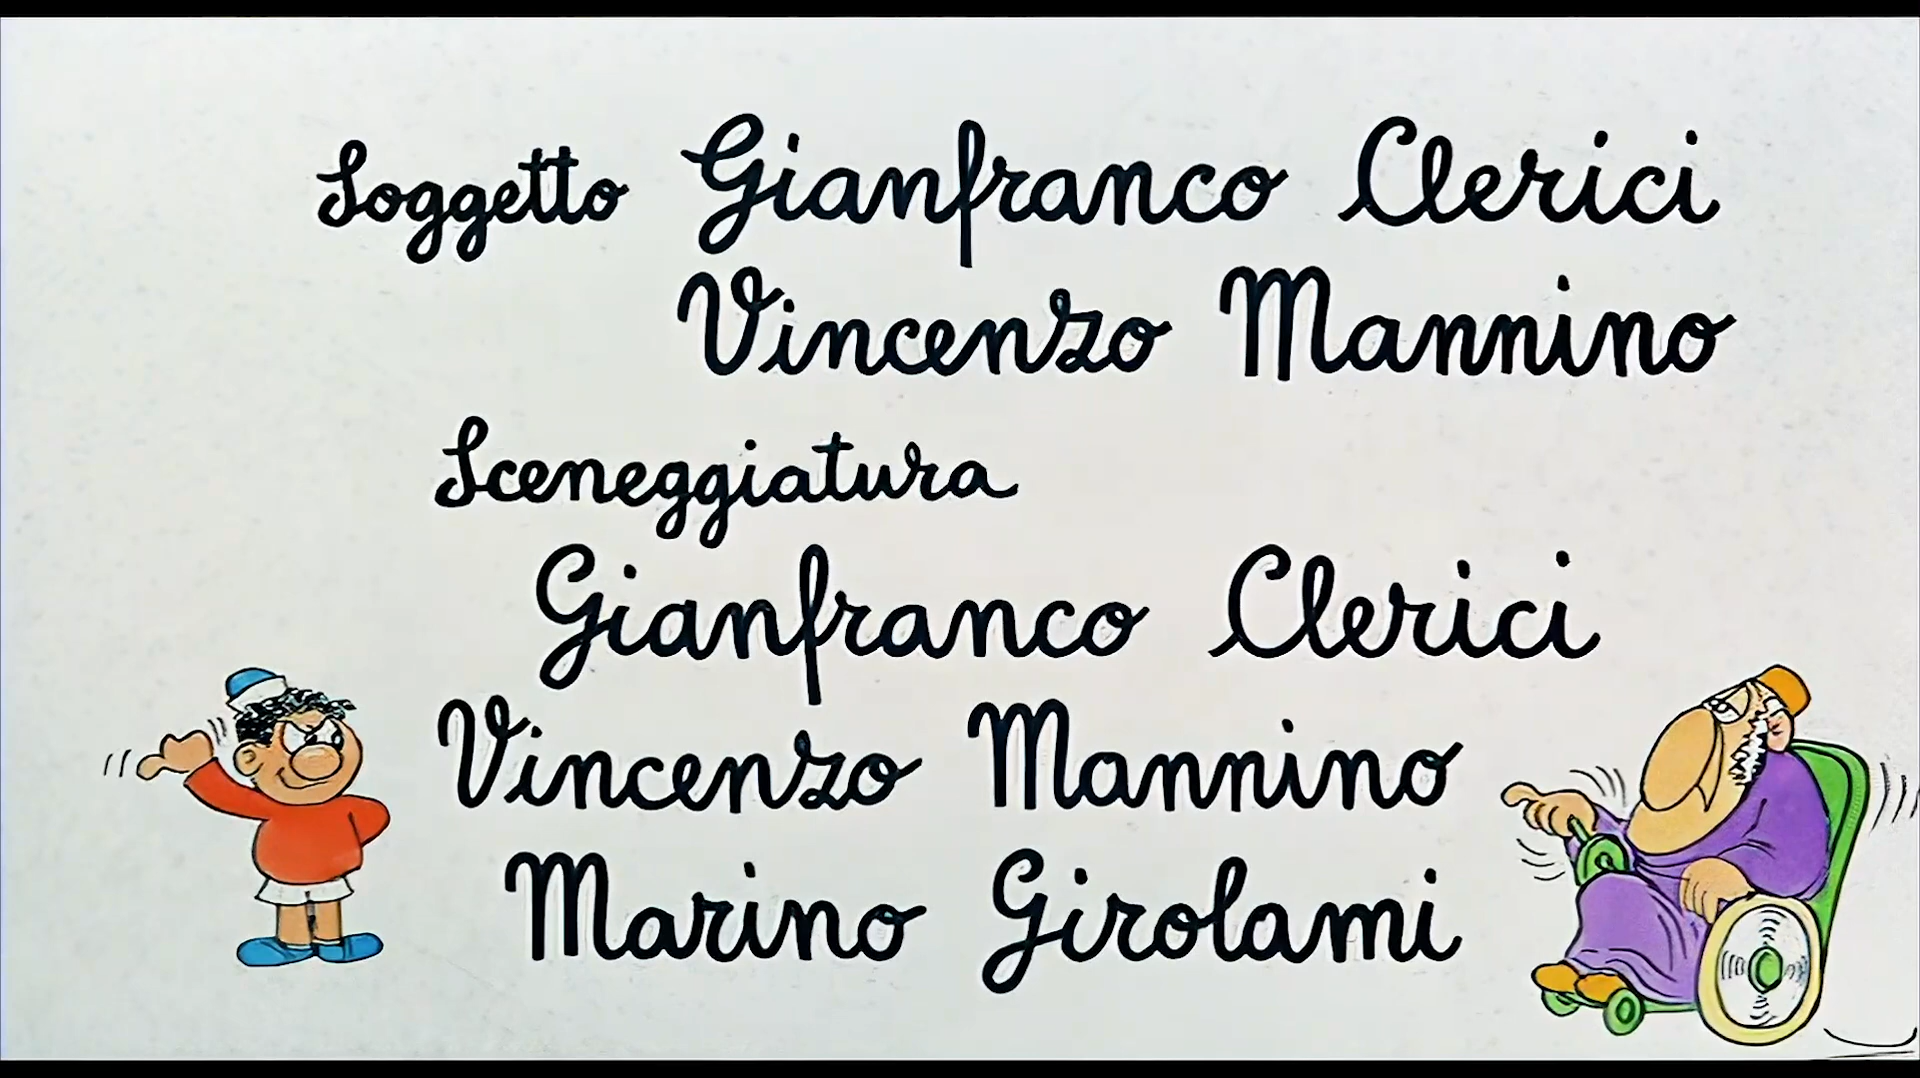 Soggetto Gianfranco Clerici
Vincenzo Mannino
Sceneggiatura
Gianfranco Clerici
Vincenzo Mannino
Marino Girolami